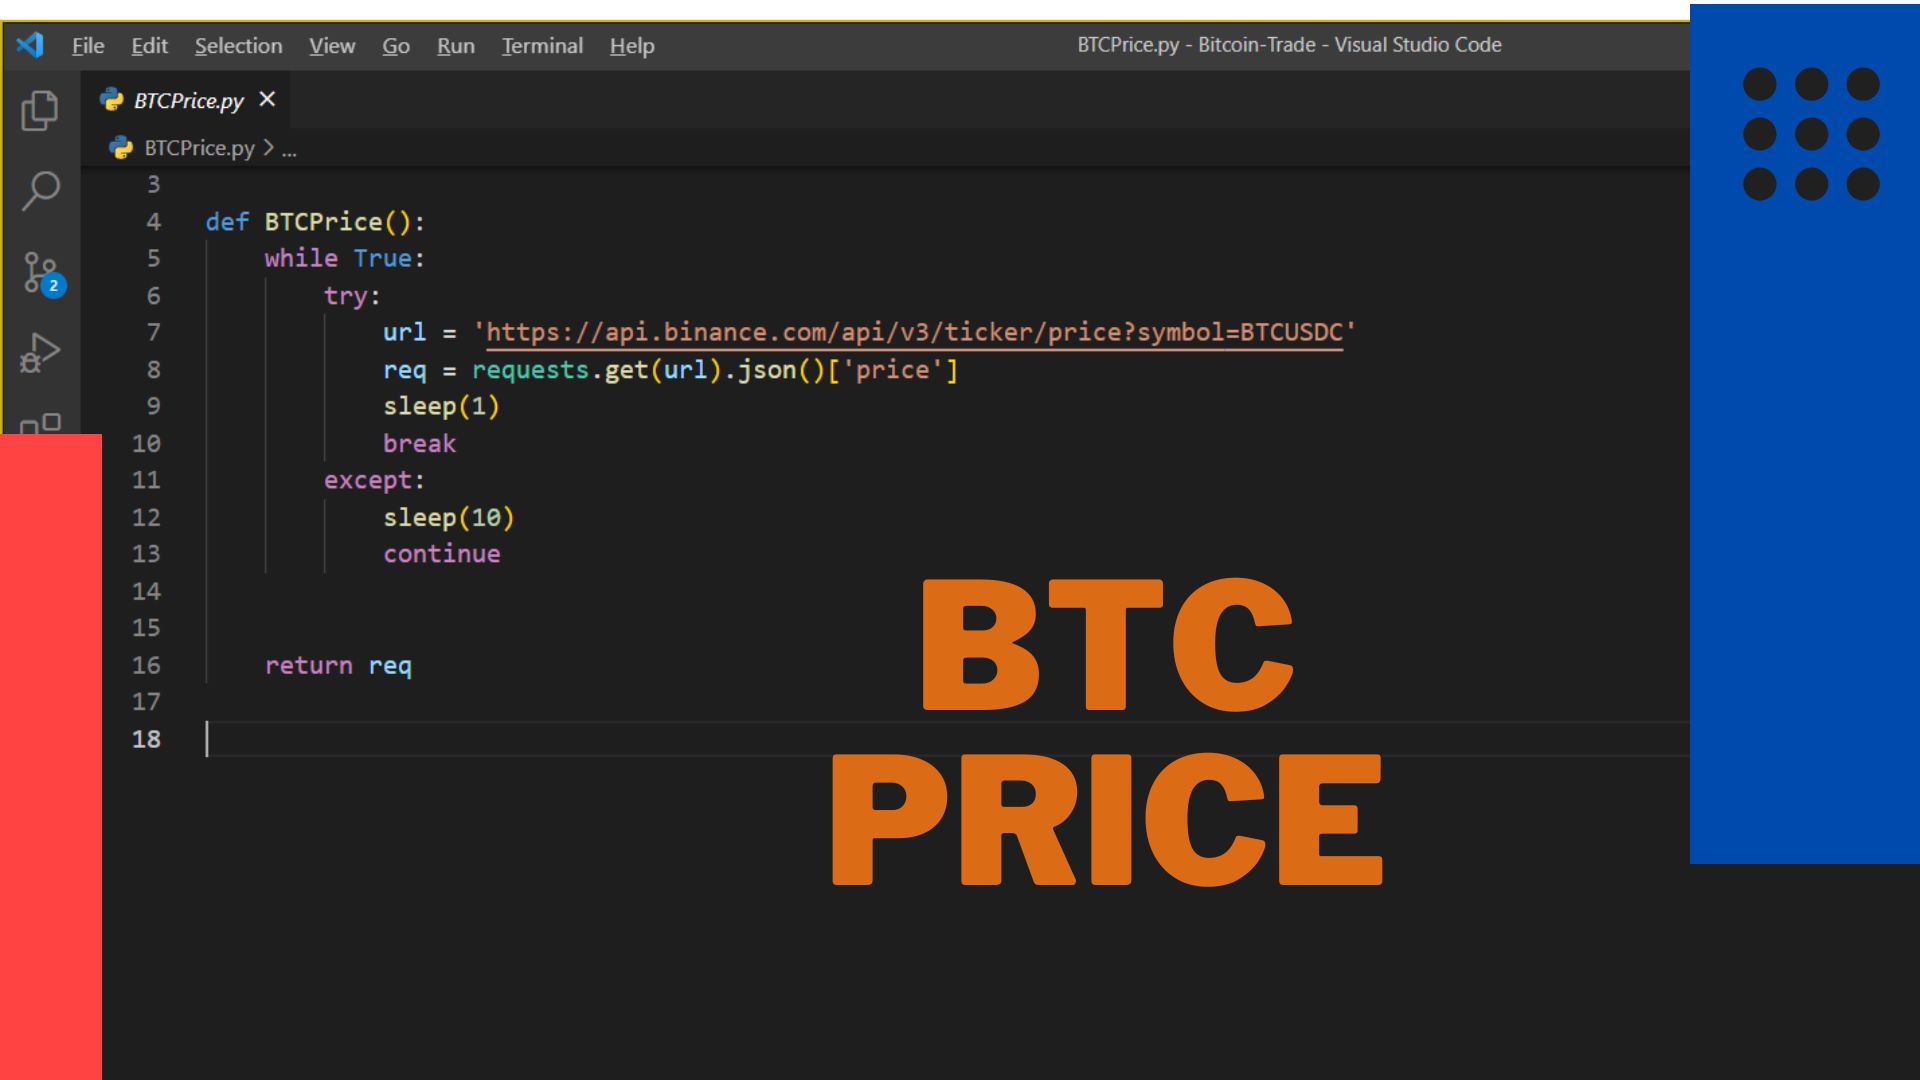 File Edit Selection View Go Run Terminal Help BTCPrice.py - Bitcoin-Trade - Visual Studio Code
BTCPrice.py ×
BTCPrice.py > ...
2
3
4 def BTCPrice():
5     while True:
6         try:
7             url = 'https://api.binance.com/api/v3/ticker/price?symbol=BTCUSDC'
8             req = requests.get(url).json()['price']
9             sleep(1)
10             break
11         except:
12             sleep(10)
13             continue
14
15
16     return req
17
18
BTC
PRICE